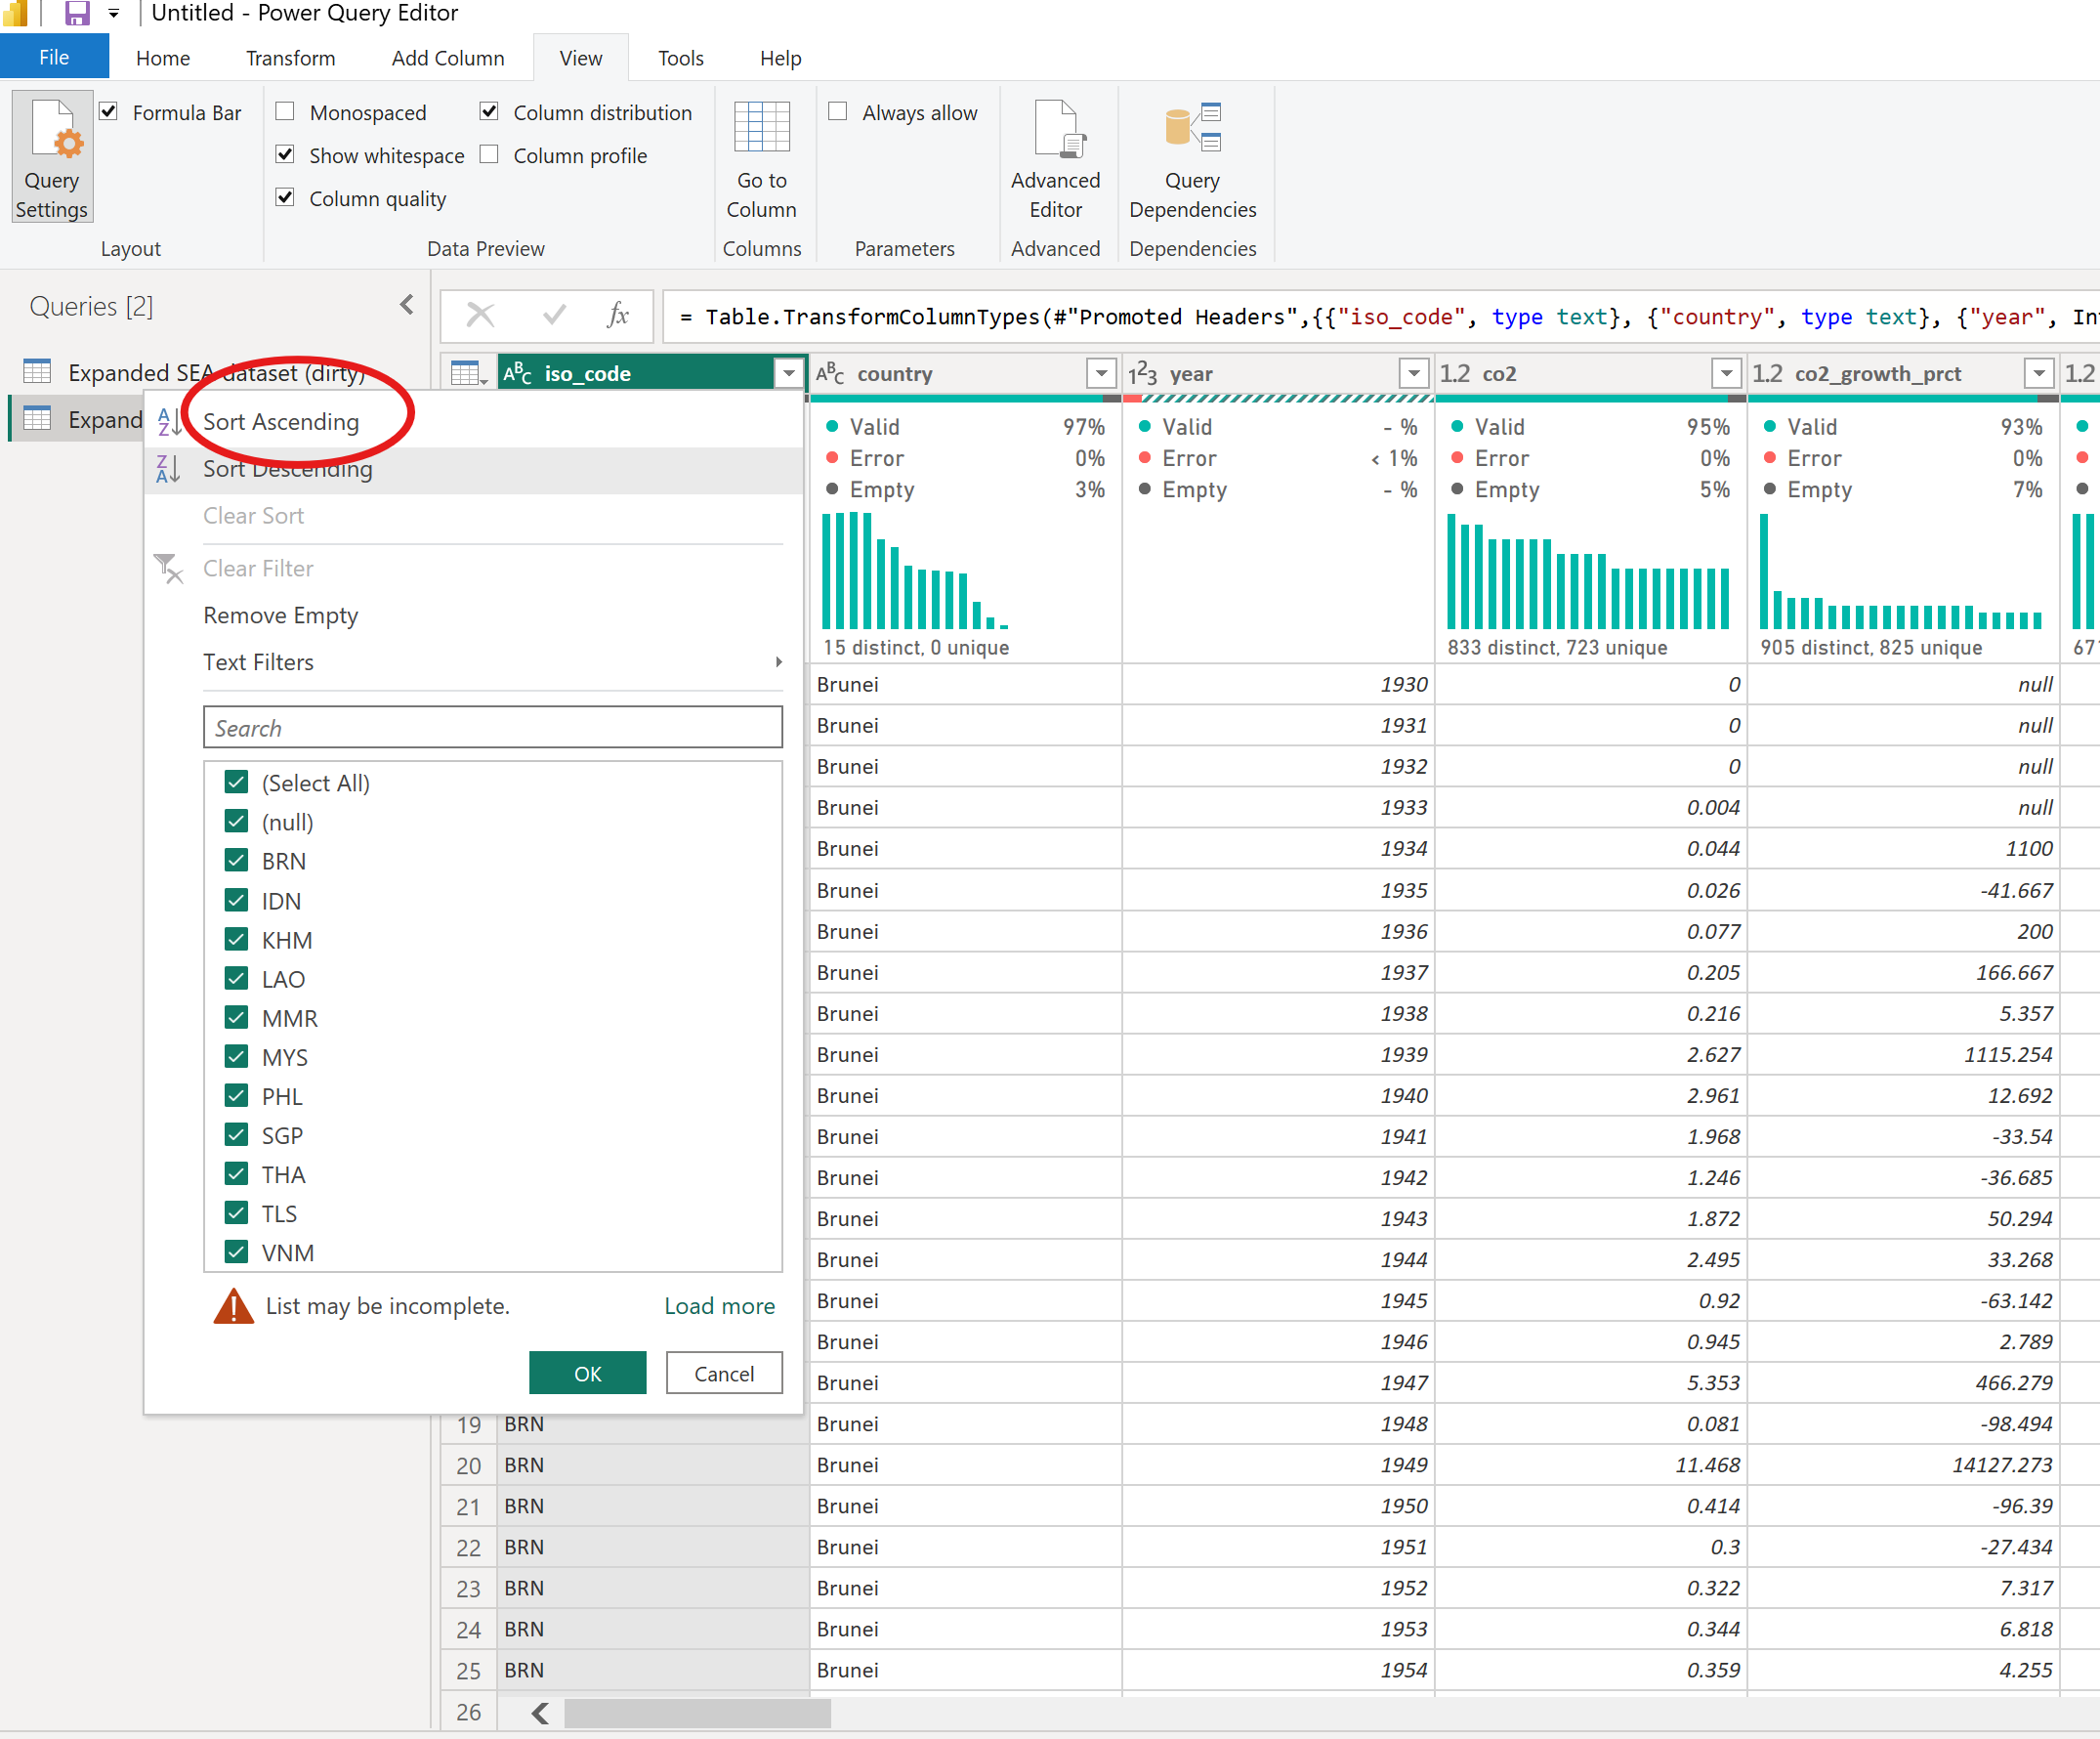 Untitled - Power Query Editor
File Home Transform Add Column View Tools Help
Formula Bar Monospaced Column distribution Always allow
Show whitespace Column profile
Column quality
Query Settings Go to Column Advanced Editor Query Dependencies
Layout Data Preview Columns Parameters Advanced Dependencies
Queries [2]
= Table.TransformColumnTypes(#"Promoted Headers",{{"iso_code", type text}, {"country", type text}, {"year", In
Expanded SEA dataset (dirty)
Expand
ABC iso_code ABC country 123 year 1.2 co2 1.2 co2_growth_prct 1.2
Sort Ascending
Sort Descending
Clear Sort
Clear Filter
Remove Empty
Text Filters
Search
(Select All)
(null)
BRN
IDN
KHM
LAO
MMR
MYS
PHL
SGP
THA
TLS
VNM
List may be incomplete. Load more
OK Cancel
Valid 97% Valid - % Valid 95% Valid 93%
Error 0% Error < 1% Error 0% Error 0%
Empty 3% Empty - % Empty 5% Empty 7%
15 distinct, 0 unique 833 distinct, 723 unique 905 distinct, 825 unique 67
Brunei 1930 0 null
Brunei 1931 0 null
Brunei 1932 0 null
Brunei 1933 0.004 null
Brunei 1934 0.044 1100
Brunei 1935 0.026 -41.667
Brunei 1936 0.077 200
Brunei 1937 0.205 166.667
Brunei 1938 0.216 5.357
Brunei 1939 2.627 1115.254
Brunei 1940 2.961 12.692
Brunei 1941 1.968 -33.54
Brunei 1942 1.246 -36.685
Brunei 1943 1.872 50.294
Brunei 1944 2.495 33.268
Brunei 1945 0.92 -63.142
Brunei 1946 0.945 2.789
Brunei 1947 5.353 466.279
19 BRN Brunei 1948 0.081 -98.494
20 BRN Brunei 1949 11.468 14127.273
21 BRN Brunei 1950 0.414 -96.39
22 BRN Brunei 1951 0.3 -27.434
23 BRN Brunei 1952 0.322 7.317
24 BRN Brunei 1953 0.344 6.818
25 BRN Brunei 1954 0.359 4.255
26